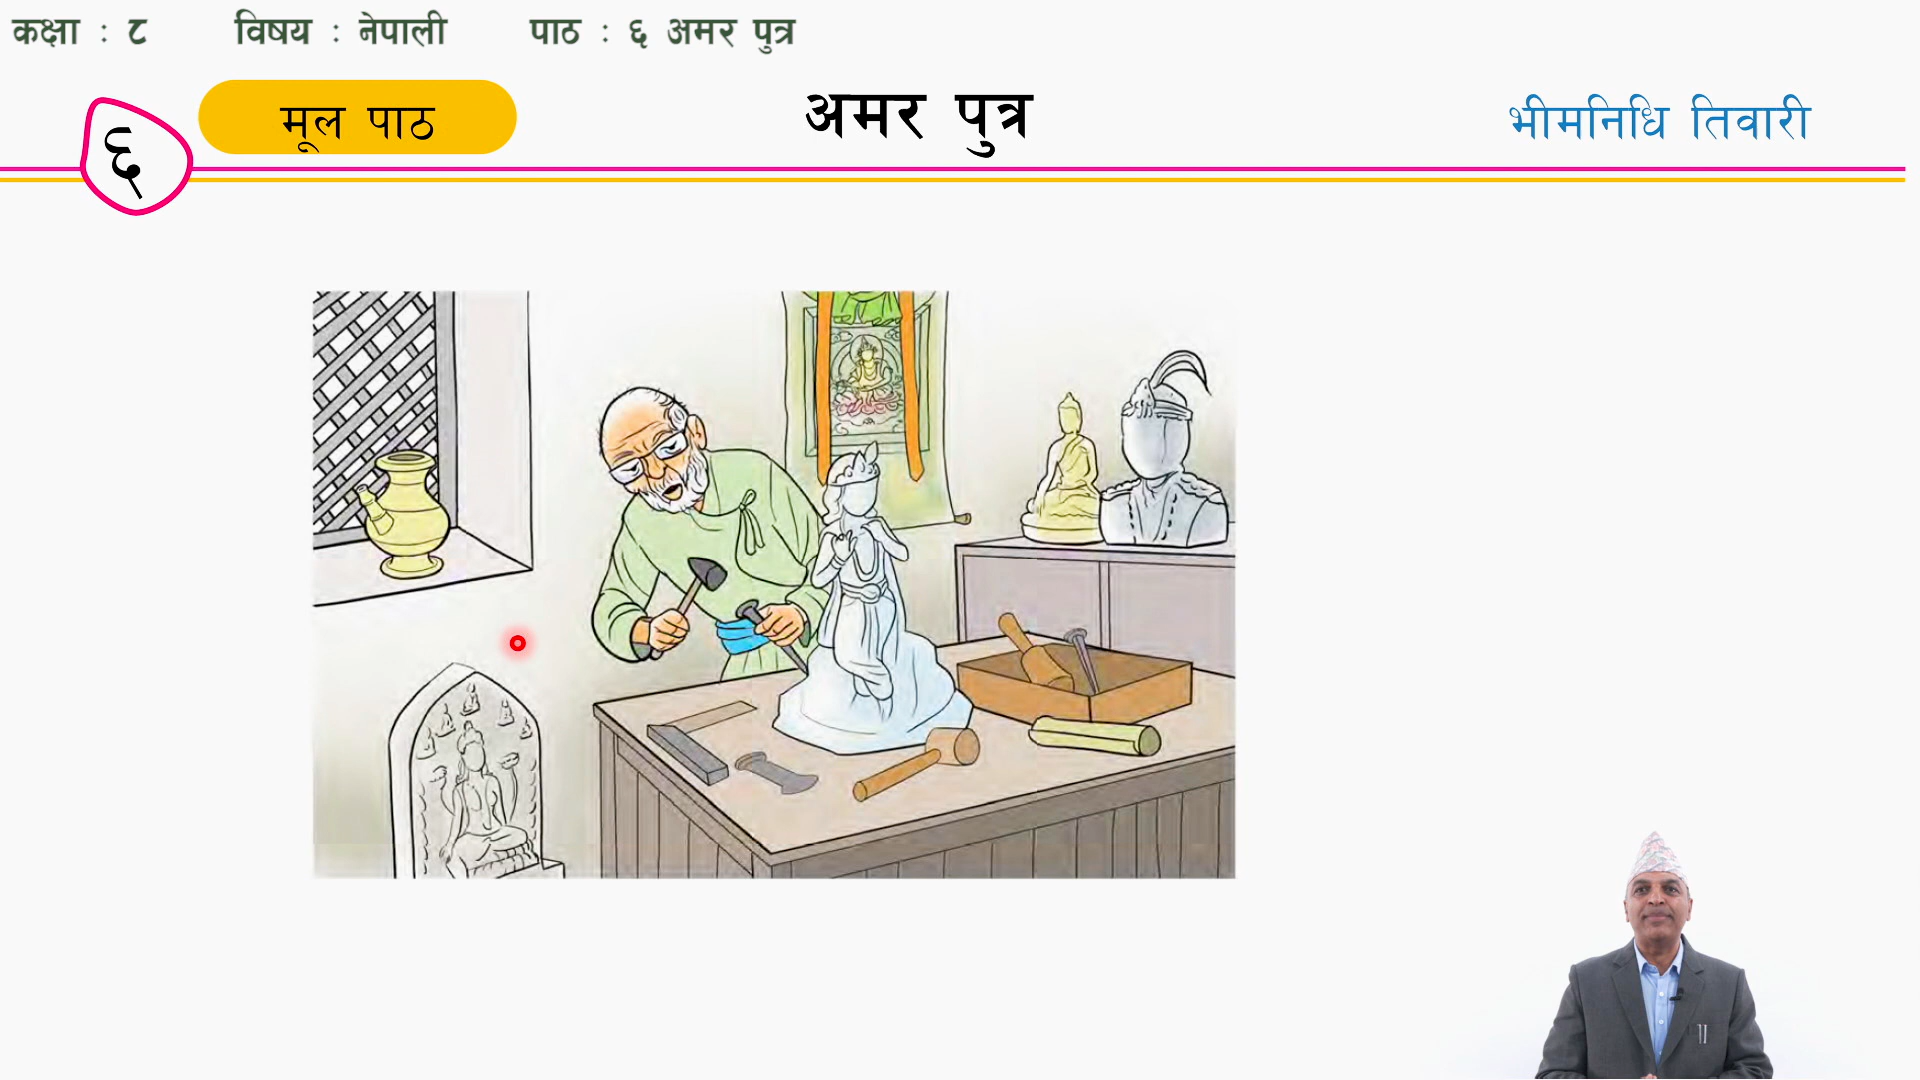 कक्षा : ८ विषय : नेपाली पाठ : ६ अमर पुत्र
६ मूल पाठ अमर पुत्र भीमनिधि तिवारी